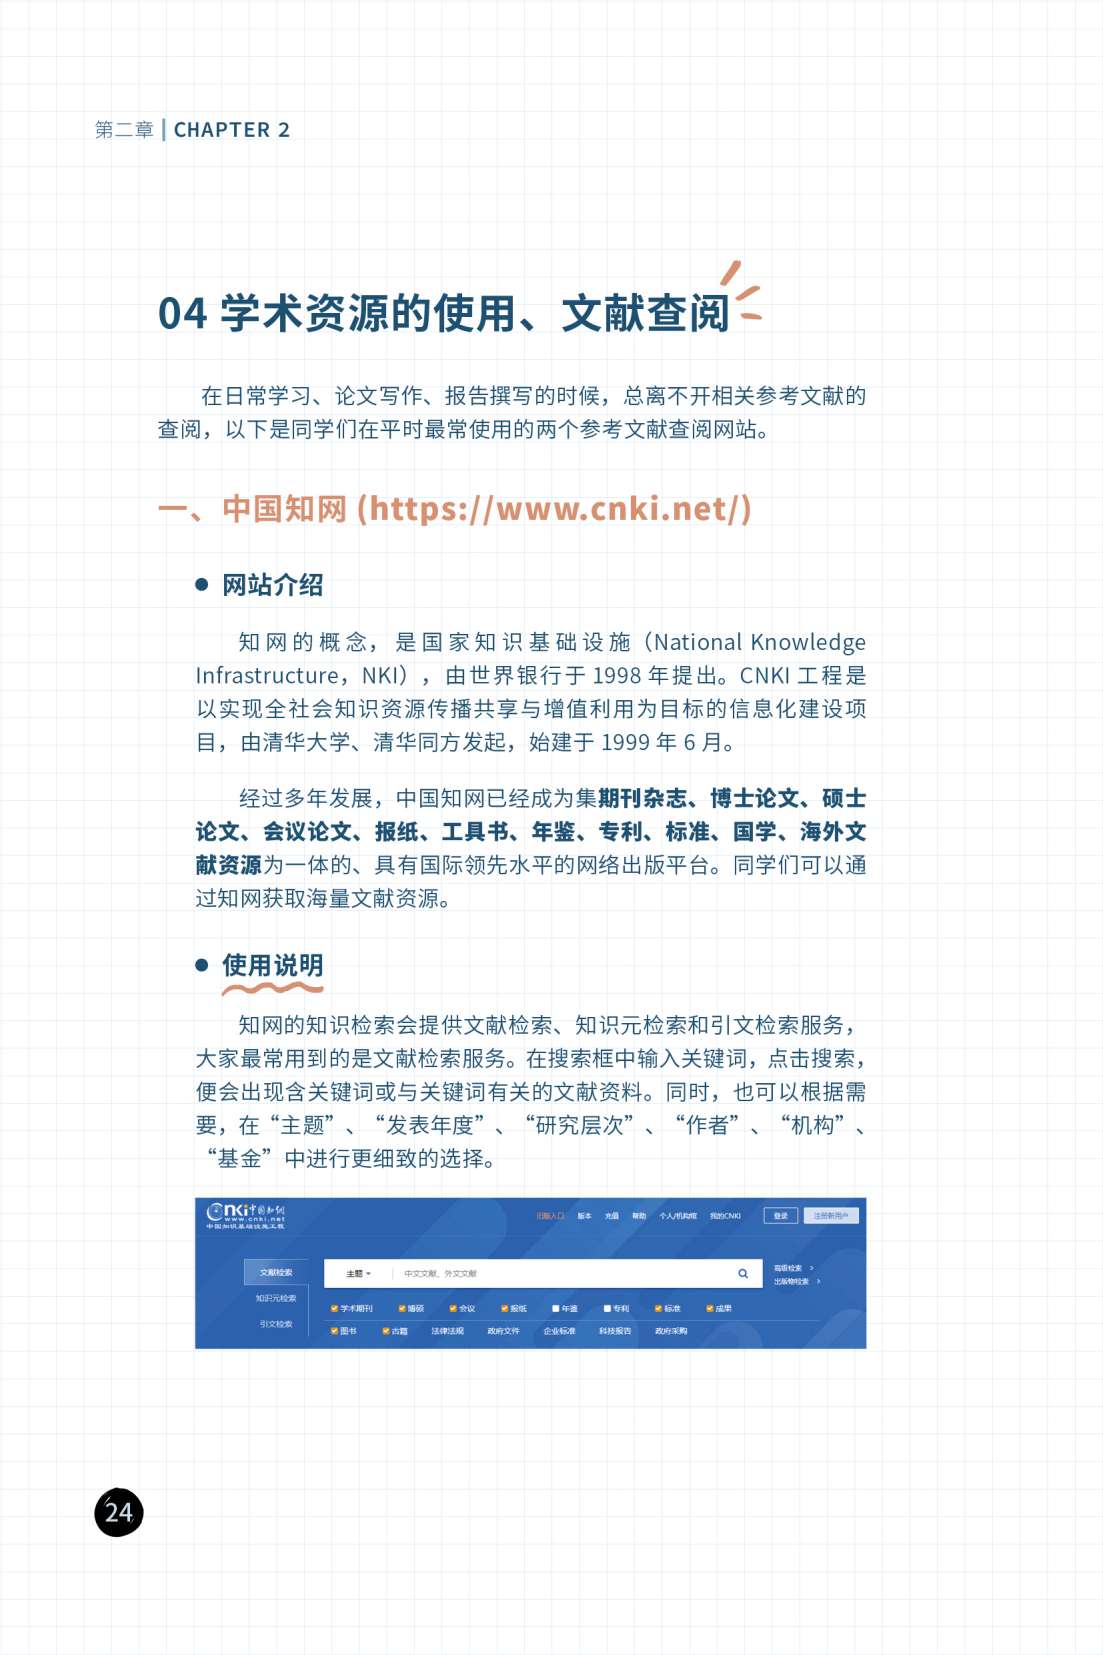 第二章 | CHAPTER 2
04 学术资源的使用、文献查阅
在日常学习、论文写作、报告撰写的时候，总离不开相关参考文献的
查阅，以下是同学们在平时最常使用的两个参考文献查阅网站。
一、中国知网 (https://www.cnki.net/)
● 网站介绍
知网的概念，是国家知识基础设施（National Knowledge
Infrastructure，NKI），由世界银行于 1998 年提出。CNKI 工程是
以实现全社会知识资源传播共享与增值利用为目标的信息化建设项
目，由清华大学、清华同方发起，始建于 1999 年 6 月。
经过多年发展，中国知网已经成为集期刊杂志、博士论文、硕士
论文、会议论文、报纸、工具书、年鉴、专利、标准、国学、海外文
献资源为一体的、具有国际领先水平的网络出版平台。同学们可以通
过知网获取海量文献资源。
● 使用说明
知网的知识检索会提供文献检索、知识元检索和引文检索服务，
大家最常用到的是文献检索服务。在搜索框中输入关键词，点击搜索，
便会出现含关键词或与关键词有关的文献资料。同时，也可以根据需
要，在“主题”、“发表年度”、“研究层次”、“作者”、“机构”、
“基金”中进行更细致的选择。
Cnki 中国知网
www.cnki.net
中国知识基础设施工程
旧版入口 版本 充值 帮助 个人/机构馆 我的CNKI 登录 注册新用户
文献检索 主题 中文文献、外文文献 高级检索 >
出版物检索 >
知识元检索
学术期刊 博硕 会议 报纸 年鉴 专利 标准 成果
引文检索
图书 古籍 法律法规 政府文件 企业标准 科技报告 政府采购
24